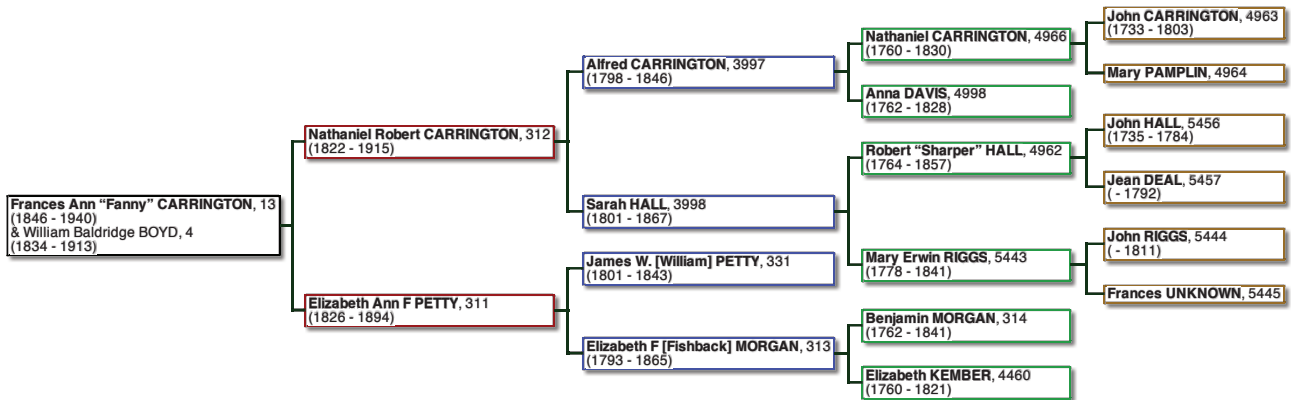 Frances Ann “Fanny” CARRINGTON, 13
(1846 - 1940)
& William Baldridge BOYD, 4
(1834 - 1913)
Nathaniel Robert CARRINGTON, 312
(1822 - 1915)
Elizabeth Ann F PETTY, 311
(1826 - 1894)
Alfred CARRINGTON, 3997
(1798 - 1846)
Sarah HALL, 3998
(1801 - 1867)
James W. [William] PETTY, 331
(1801 - 1843)
Elizabeth F [Fishback] MORGAN, 313
(1793 - 1865)
Nathaniel CARRINGTON, 4966
(1760 - 1830)
Anna DAVIS, 4998
(1762 - 1828)
Robert “Sharper” HALL, 4962
(1764 - 1857)
Mary Erwin RIGGS, 5443
(1778 - 1841)
Benjamin MORGAN, 314
(1762 - 1841)
Elizabeth KEMBER, 4460
(1760 - 1821)
John CARRINGTON, 4963
(1733 - 1803)
Mary PAMPLIN, 4964
John HALL, 5456
(1735 - 1784)
Jean DEAL, 5457
( - 1792)
John RIGGS, 5444
( - 1811)
Frances UNKNOWN, 5445